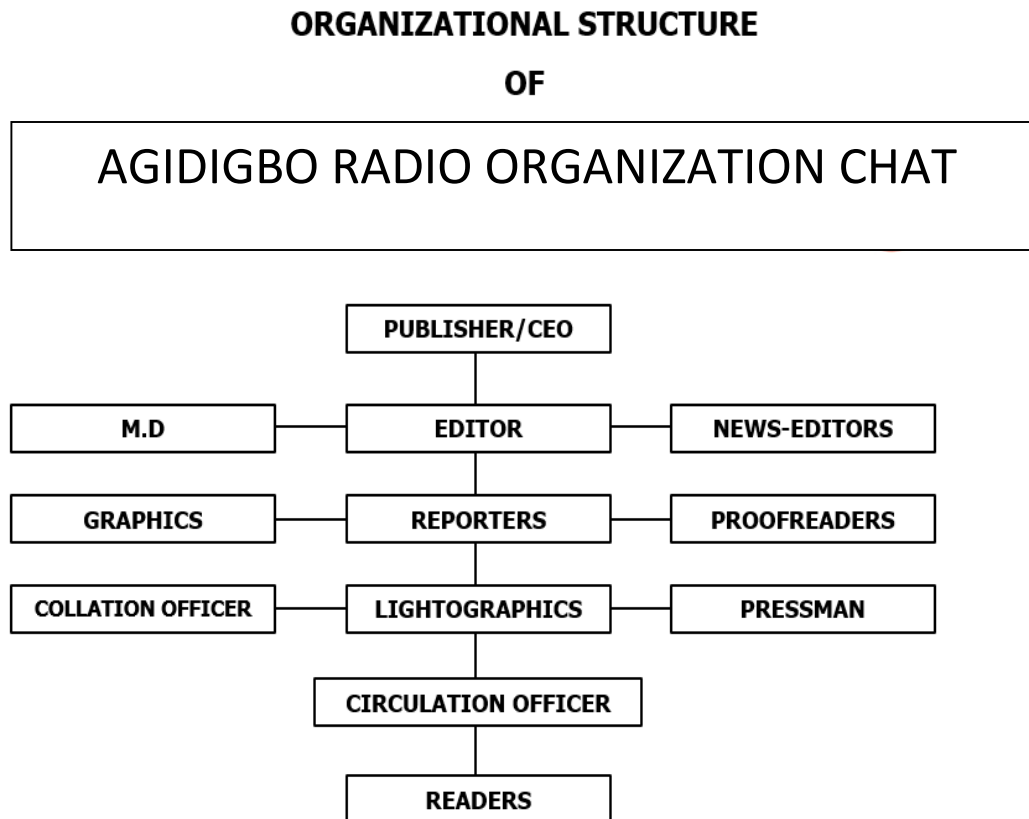 ORGANIZATIONAL STRUCTURE
OF
AGIDIGBO RADIO ORGANIZATION CHAT
PUBLISHER/CEO
M.D
EDITOR
NEWS-EDITORS
GRAPHICS
REPORTERS
PROOFREADERS
COLLATION OFFICER
LIGHTOGRAPHICS
PRESSMAN
CIRCULATION OFFICER
READERS